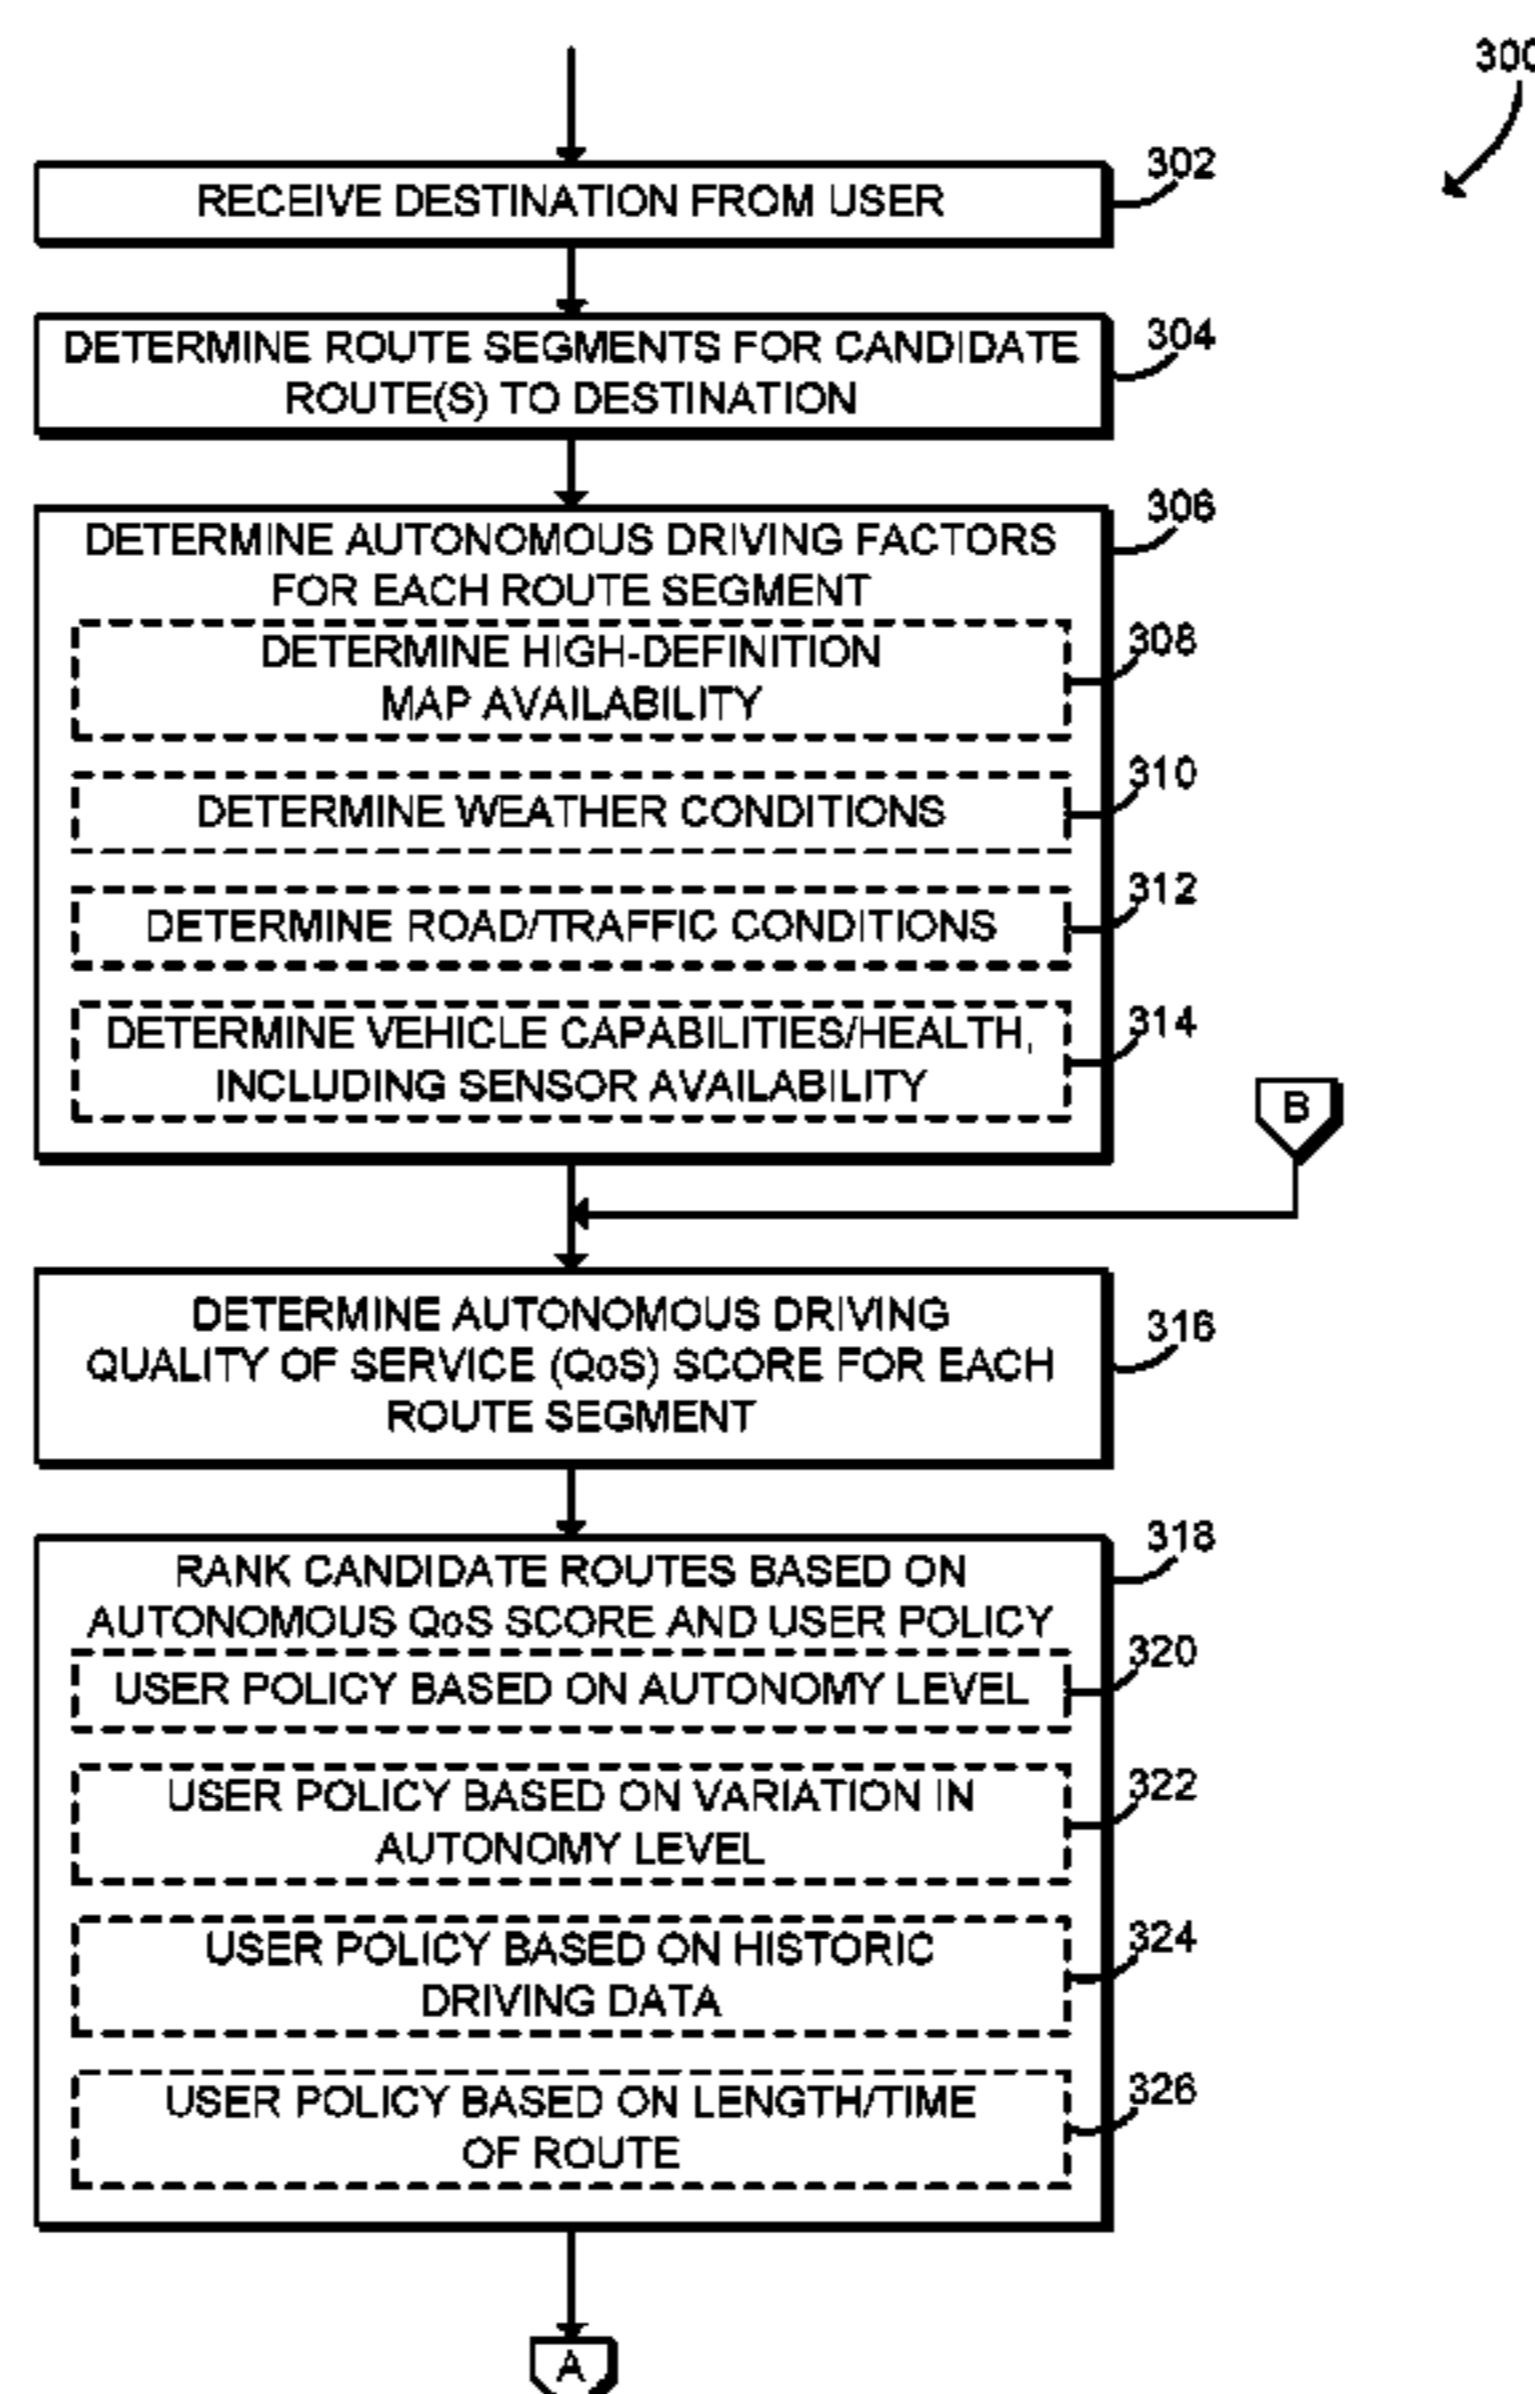 300
302
RECEIVE DESTINATION FROM USER
304
DETERMINE ROUTE SEGMENTS FOR CANDIDATE
ROUTE(S) TO DESTINATION
306
DETERMINE AUTONOMOUS DRIVING FACTORS
FOR EACH ROUTE SEGMENT
308
DETERMINE HIGH-DEFINITION
MAP AVAILABILITY
310
DETERMINE WEATHER CONDITIONS
312
DETERMINE ROAD/TRAFFIC CONDITIONS
314
DETERMINE VEHICLE CAPABILITIES/HEALTH,
INCLUDING SENSOR AVAILABILITY
B
316
DETERMINE AUTONOMOUS DRIVING
QUALITY OF SERVICE (QoS) SCORE FOR EACH
ROUTE SEGMENT
318
RANK CANDIDATE ROUTES BASED ON
AUTONOMOUS QoS SCORE AND USER POLICY
320
USER POLICY BASED ON AUTONOMY LEVEL
322
USER POLICY BASED ON VARIATION IN
AUTONOMY LEVEL
324
USER POLICY BASED ON HISTORIC
DRIVING DATA
326
USER POLICY BASED ON LENGTH/TIME
OF ROUTE
A